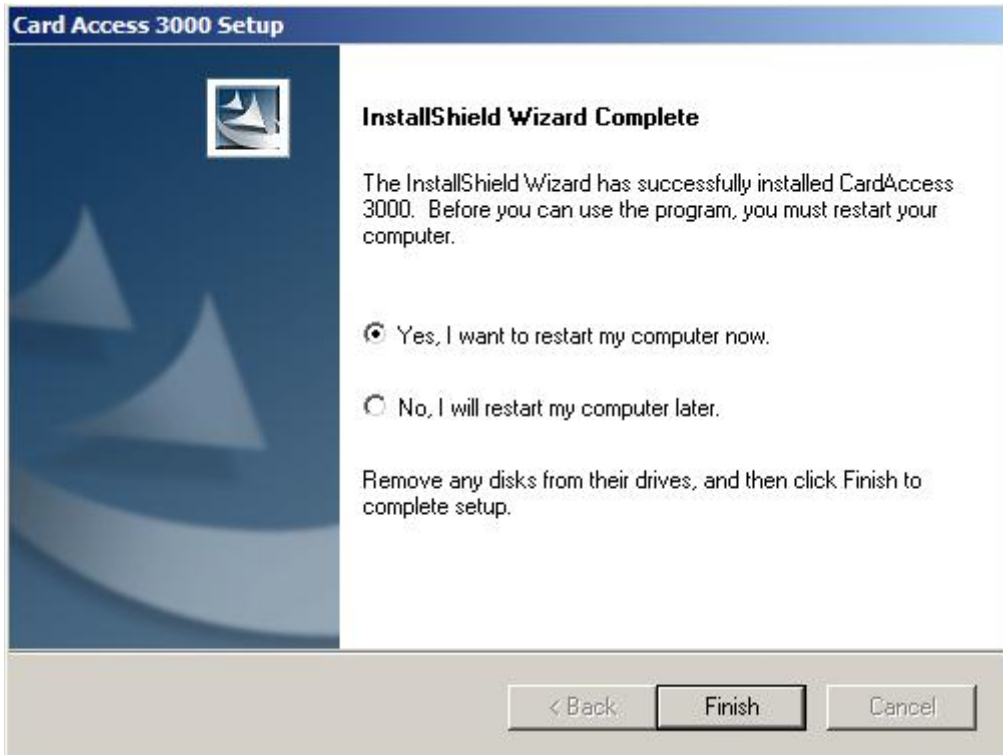 Card Access 3000 Setup
InstallShield Wizard Complete
The InstallShield Wizard has successfully installed CardAccess
3000.  Before you can use the program, you must restart your
computer.
Yes, I want to restart my computer now.
No, I will restart my computer later.
Remove any disks from their drives, and then click Finish to
complete setup.
< Back
Finish
Cancel